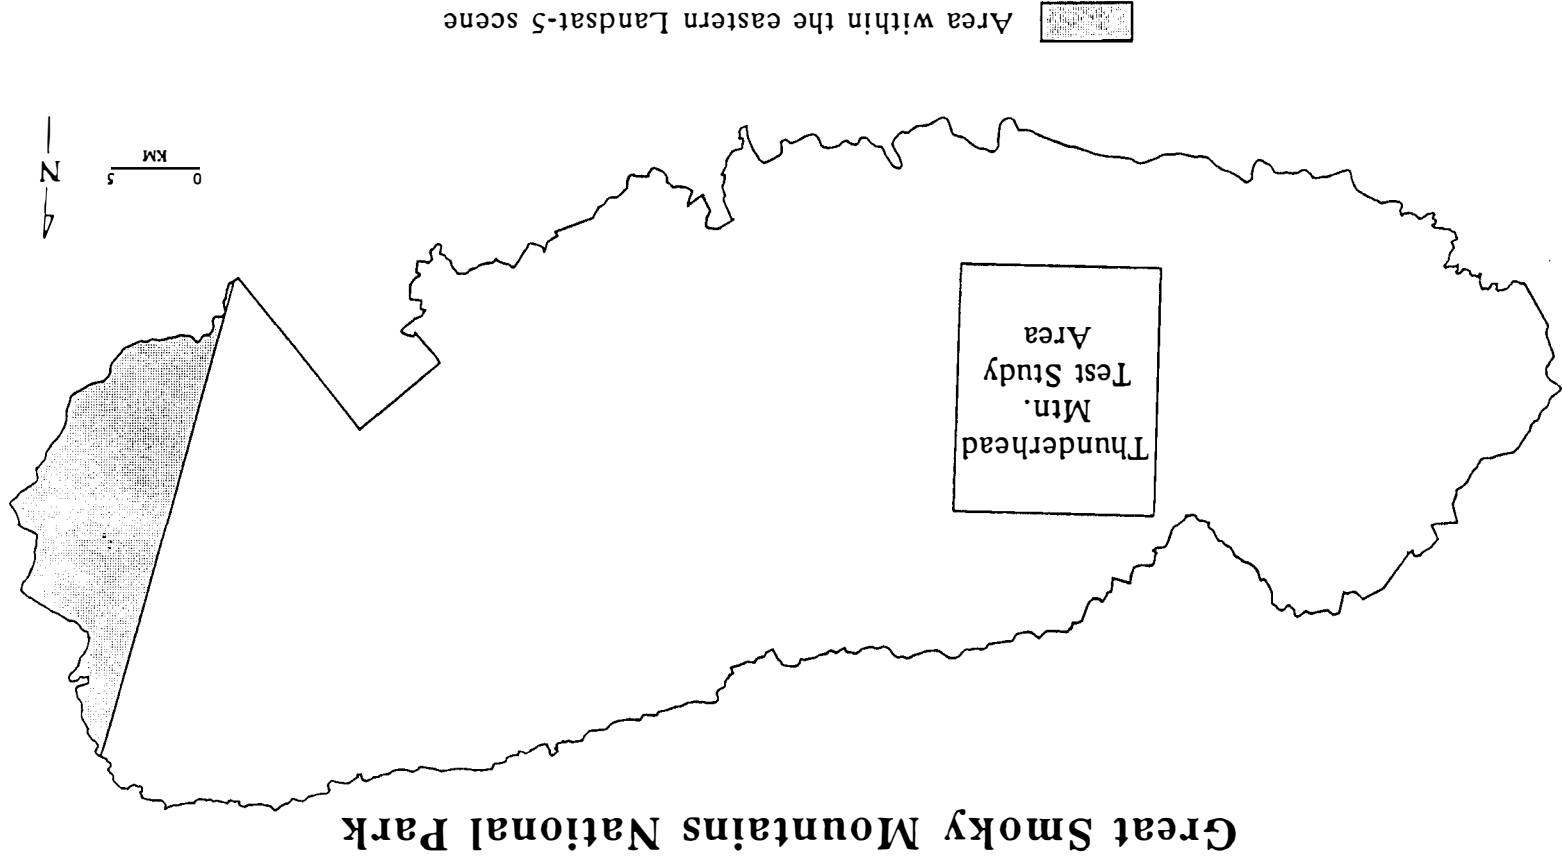 Great Smoky Mountains National Park
Thunderhead
Mtn.
Test Study
Area
N
0 5
KM
Area within the eastern Landsat-5 scene